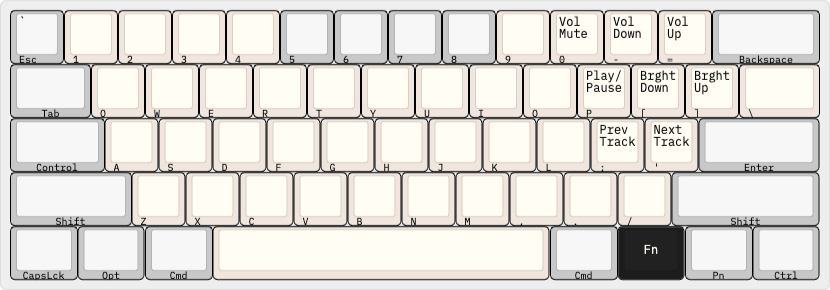 ` Vol Mute Vol Down Vol Up
Esc 1 2 3 4 5 6 7 8 9 0 - = Backspace
Play/Pause Brght Down Brght Up
Tab Q W E R T Y U I O P [ ] \
Prev Track Next Track
Control A S D F G H J K L ; ' Enter
Shift Z X C V B N M , . / Shift
Fn
CapsLck Opt Cmd Cmd Pn Ctrl